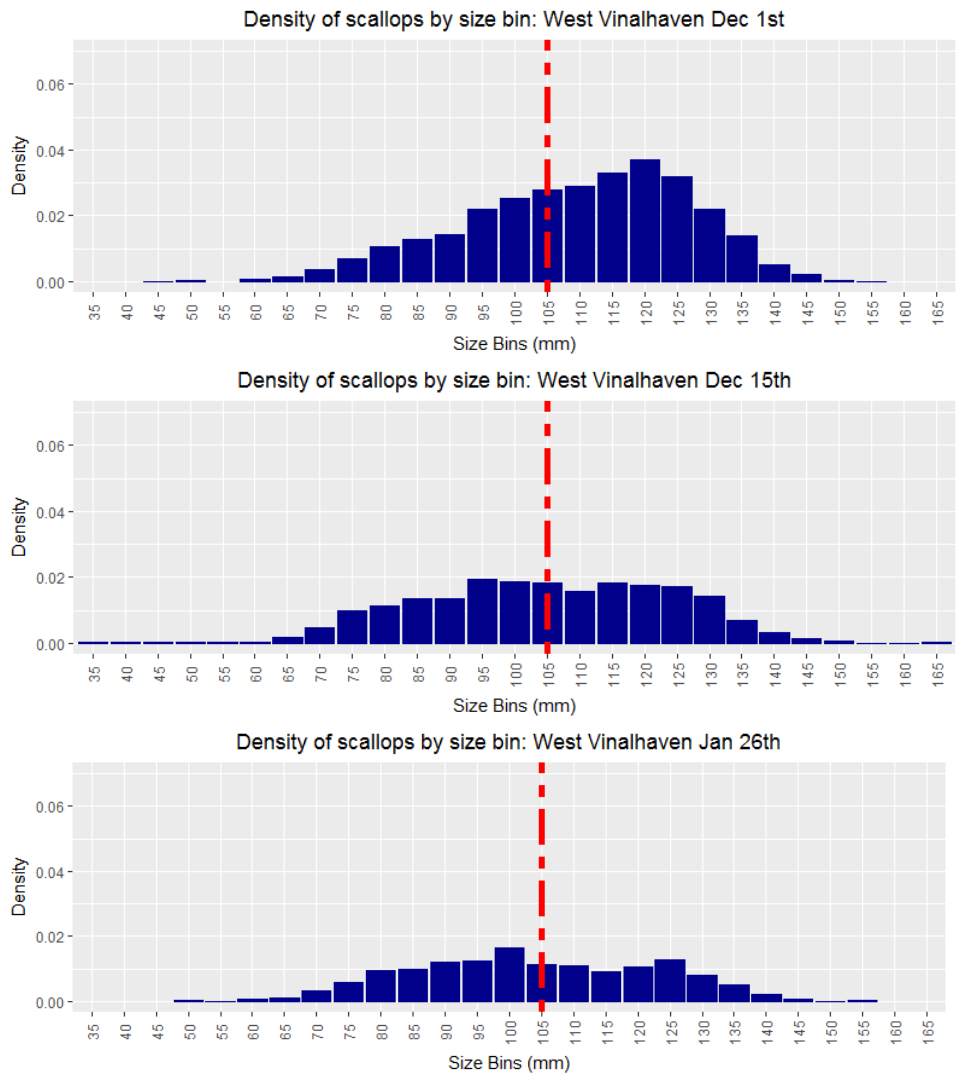 Density of scallops by size bin: West Vinalhaven Dec 1st
Density
0.06
0.04
0.02
0.00
35 40 45 50 55 60 65 70 75 80 85 90 95 100 105 110 115 120 125 130 135 140 145 150 155 160 165
Size Bins (mm)
Density of scallops by size bin: West Vinalhaven Dec 15th
Density
0.06
0.04
0.02
0.00
35 40 45 50 55 60 65 70 75 80 85 90 95 100 105 110 115 120 125 130 135 140 145 150 155 160 165
Size Bins (mm)
Density of scallops by size bin: West Vinalhaven Jan 26th
Density
0.06
0.04
0.02
0.00
35 40 45 50 55 60 65 70 75 80 85 90 95 100 105 110 115 120 125 130 135 140 145 150 155 160 165
Size Bins (mm)